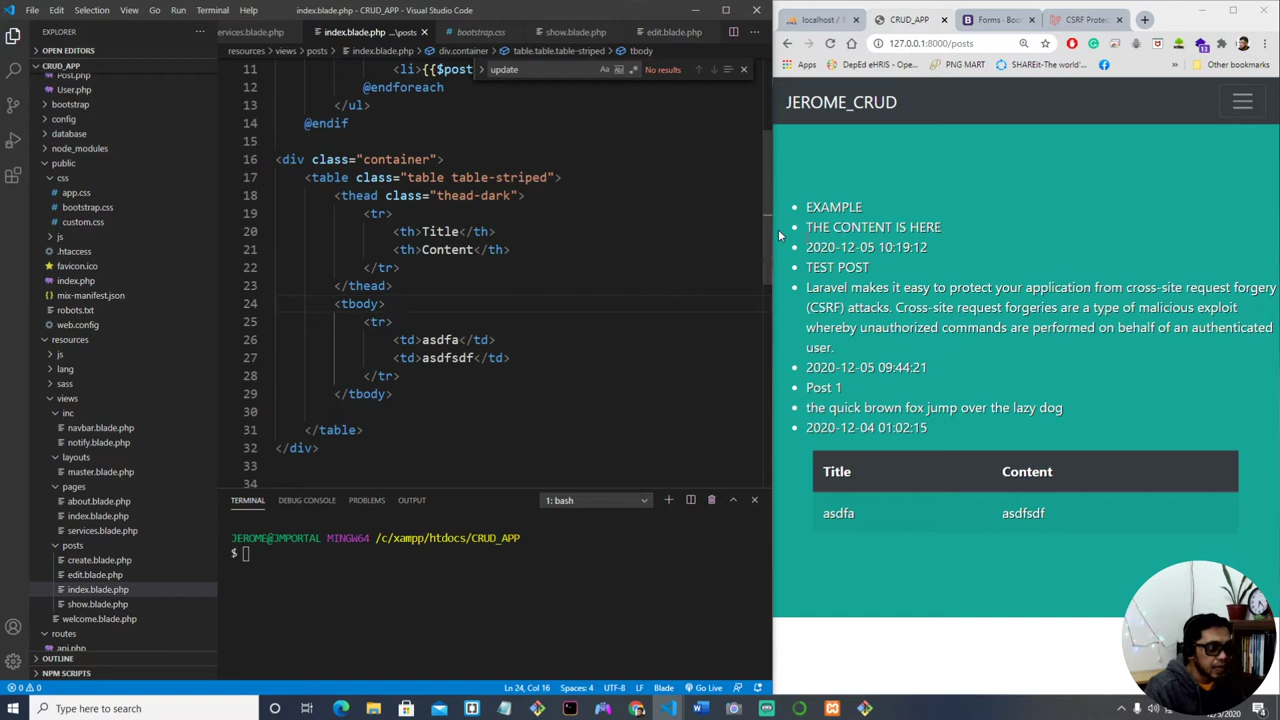 File Edit Selection View Go Run Terminal Help index.blade.php - CRUD_APP - Visual Studio Code
EXPLORER
OPEN EDITORS
CRUD_APP
Post.php
User.php
bootstrap
config
database
node_modules
public
css
app.css
bootstrap.css
custom.css
js
.htaccess
favicon.ico
index.php
mix-manifest.json
robots.txt
web.config
resources
js
lang
sass
views
inc
navbar.blade.php
notify.blade.php
layouts
master.blade.php
pages
about.blade.php
index.blade.php
services.blade.php
posts
create.blade.php
edit.blade.php
index.blade.php
show.blade.php
welcome.blade.php
routes
api.php
OUTLINE
NPM SCRIPTS
ervices.blade.php index.blade.php ...\posts bootstrap.css show.blade.php edit.blade.php
resources > views > posts > index.blade.php > div.container > table.table.table-striped > tbody
update Aa No results
11 <li>{{$post
12 @endforeach
13 </ul>
14 @endif
15
16 <div class="container">
17 <table class="table table-striped">
18 <thead class="thead-dark">
19 <tr>
20 <th>Title</th>
21 <th>Content</th>
22 </tr>
23 </thead>
24 <tbody>
25 <tr>
26 <td>asdfa</td>
27 <td>asdfsdf</td>
28 </tr>
29 </tbody>
30
31 </table>
32 </div>
33
34
TERMINAL DEBUG CONSOLE PROBLEMS OUTPUT 1: bash
JEROME@JMPORTAL MINGW64 /c/xampp/htdocs/CRUD_APP
$
0 0 Ln 24, Col 16 Spaces: 4 UTF-8 LF Blade Go Live
localhost / CRUD_APP Forms · Boo CSRF Protec
127.0.0.1:8000/posts
Apps DepEd eHRIS - Ope... PNG MART SHAREit-The world'... » Other bookmarks
JEROME_CRUD
EXAMPLE
THE CONTENT IS HERE
2020-12-05 10:19:12
TEST POST
Laravel makes it easy to protect your application from cross-site request forgery
(CSRF) attacks. Cross-site request forgeries are a type of malicious exploit
whereby unauthorized commands are performed on behalf of an authenticated
user.
2020-12-05 09:44:21
Post 1
the quick brown fox jump over the lazy dog
2020-12-04 01:02:15
Title Content
asdfa asdfsdf
Type here to search